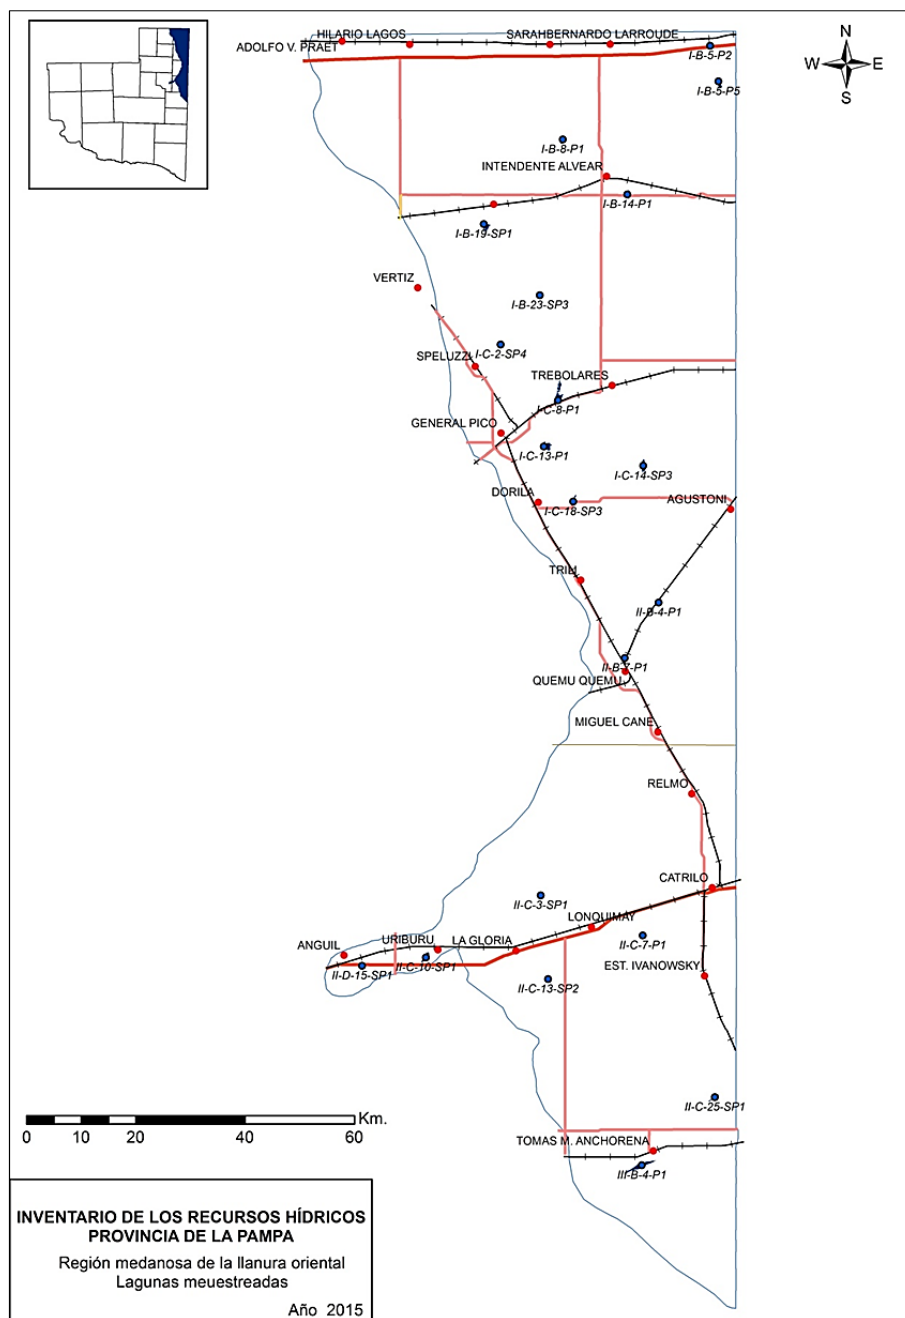 HILARIO LAGOS
SARAHBERNARDO LARROUDE
ADOLFO V. PRAET
I-B-5-P2
N
W
E
S
I-B-5-P5
I-B-8-P1
INTENDENTE ALVEAR
I-B-14-P1
I-B-19-SP1
VERTIZ
I-B-23-SP3
I-C-2-SP4
SPELUZZI
TREBOLARES
I-C-8-P1
GENERAL PICO
I-C-13-P1
I-C-14-SP3
DORILA
I-C-18-SP3
AGUSTONI
TRILI
II-B-4-P1
II-B-7-P1
QUEMU QUEMU
MIGUEL CANE
RELMO
CATRILO
II-C-3-SP1
LONQUIMAY
II-C-7-P1
ANGUIL
URIBURU
LA GLORIA
II-C-10-SP1
II-D-15-SP1
EST. IVANOWSKY
II-C-13-SP2
II-C-25-SP1
Km.
0 5 10 20 40 60
TOMAS M. ANCHORENA
III-B-4-P1
INVENTARIO DE LOS RECURSOS HÍDRICOS
PROVINCIA DE LA PAMPA
Región medanosa de la llanura oriental
Lagunas meuestreadas
Año 2015